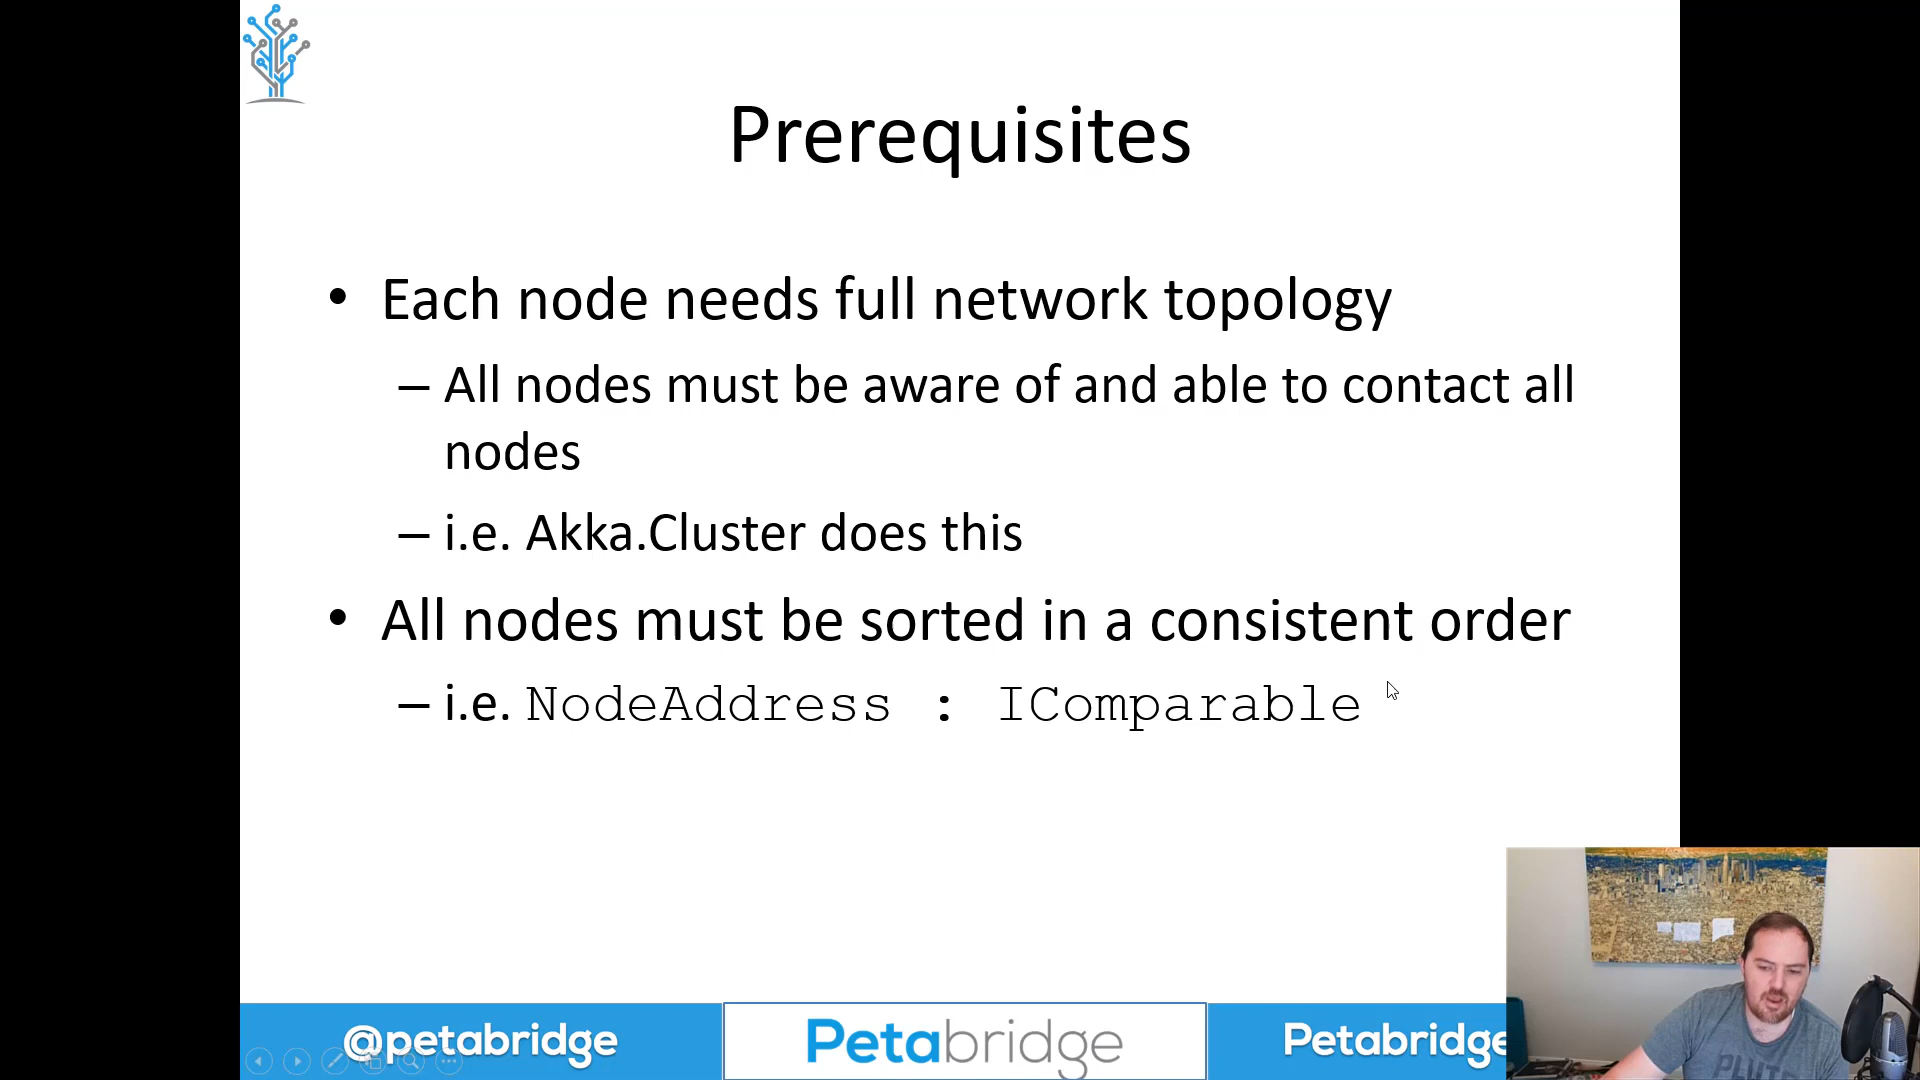 Prerequisites
• Each node needs full network topology
– All nodes must be aware of and able to contact all
nodes
– i.e. Akka.Cluster does this
• All nodes must be sorted in a consistent order
– i.e. NodeAddress : IComparable
@petabridge
Petabridge
Petabridge